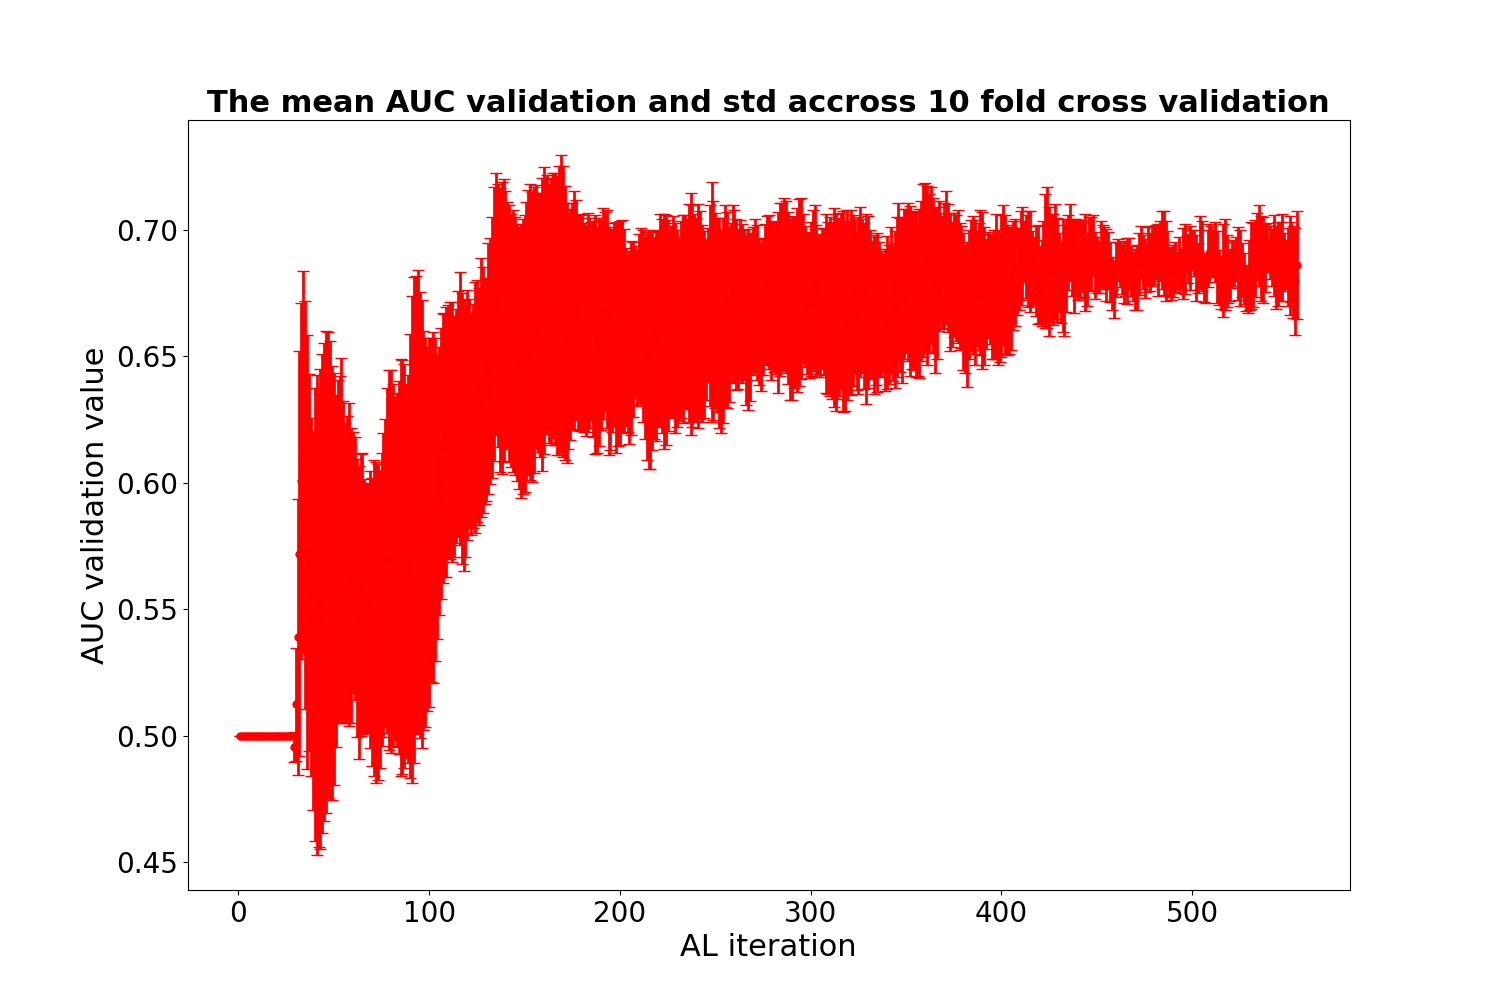 The mean AUC validation and std accross 10 fold cross validation
0.70
0.65
0.60
0.55
0.50
0.45
AUC validation value
0 100 200 300 400 500
AL iteration